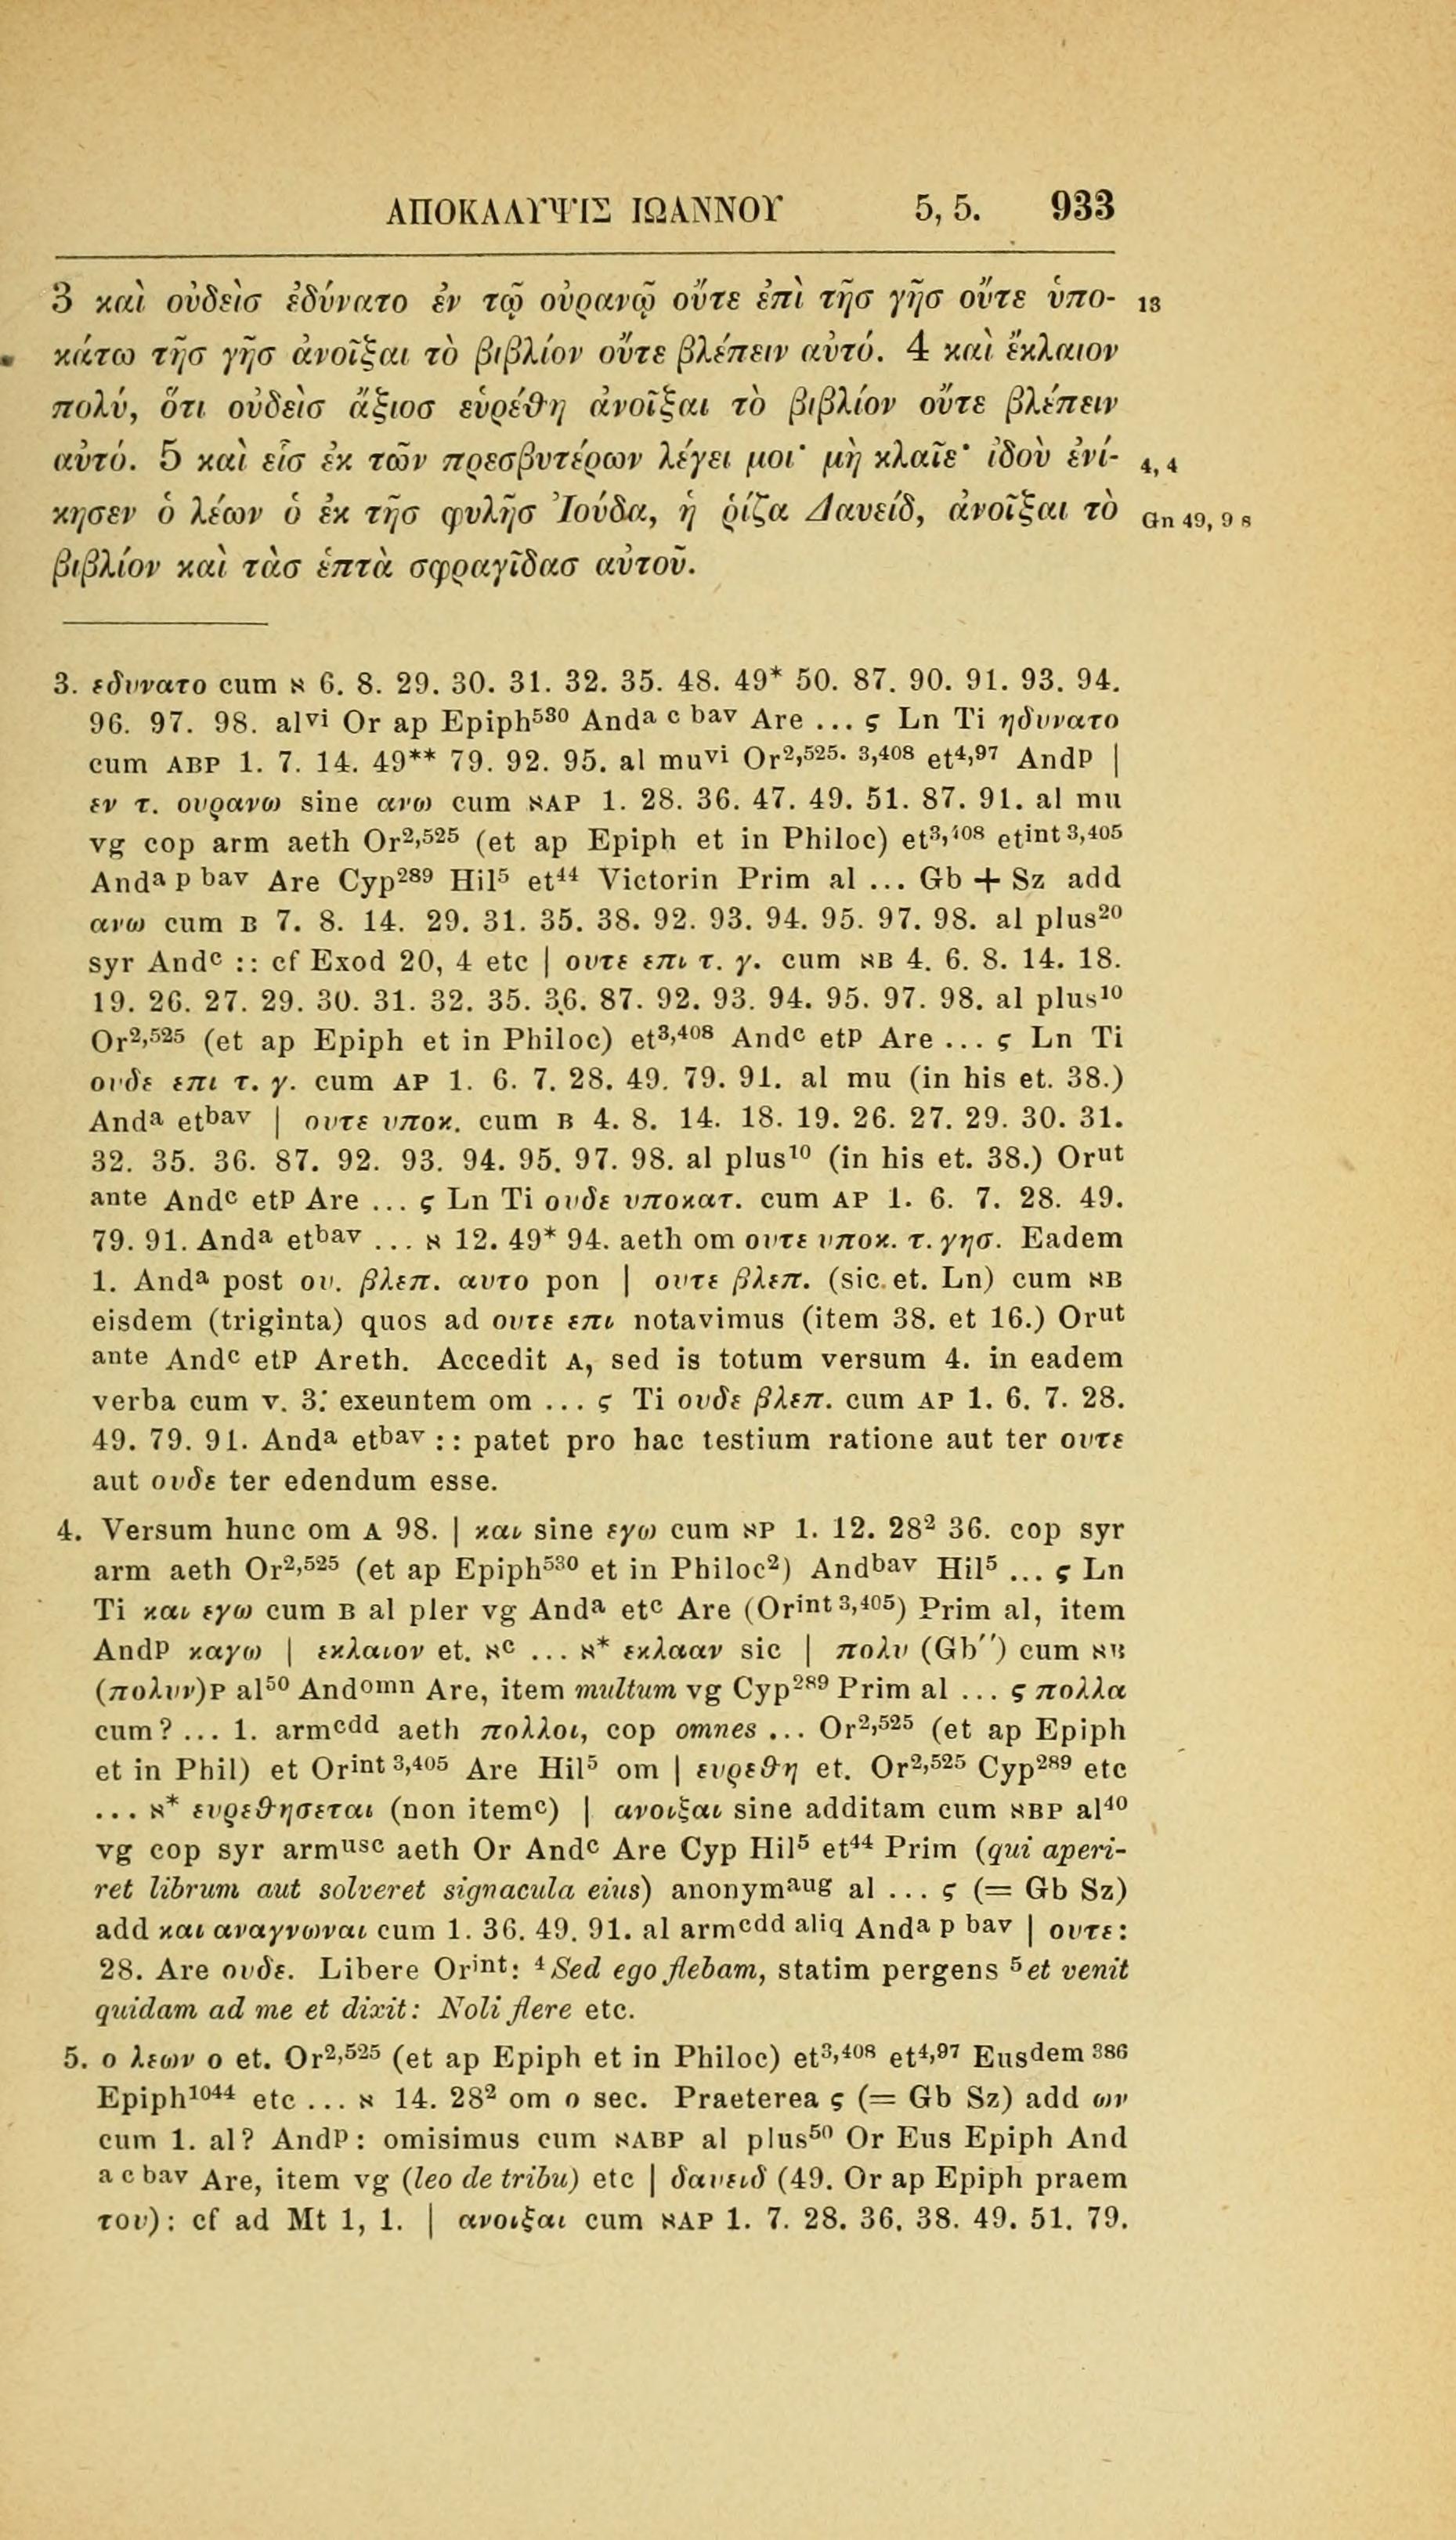 ΑΠΟΚΑΛΥΨΙΣ ΙΩΑΝΝΟΥ 5, 5. 933
3 καὶ οὐδεὶσ ἐδύνατο ἐν τῷ οὐρανῷ οὔτε ἐπὶ τῆσ γῆσ οὔτε ὑπο- 13
κάτω τῆσ γῆσ ἀνοῖξαι τὸ βιβλίον οὔτε βλέπειν αὐτό. 4 καὶ ἔκλαιον
πολύ, ὅτι οὐδεὶσ ἄξιοσ εὑρέθη ἀνοῖξαι τὸ βιβλίον οὔτε βλέπειν
αὐτό. 5 καὶ εἷσ ἐκ τῶν πρεσβυτέρων λέγει μοι· μὴ κλαῖε· ἰδοὺ ἐνί- 4, 4
κησεν ὁ λέων ὁ ἐκ τῆσ φυλῆσ Ἰούδα, ἡ ῥίζα Δαυείδ, ἀνοῖξαι τὸ Gn 49, 9 s
βιβλίον καὶ τὰσ ἑπτὰ σφραγῖδασ αὐτοῦ.
3. εδυνατο cum א 6. 8. 29. 30. 31. 32. 35. 48. 49* 50. 87. 90. 91. 93. 94.
96. 97. 98. al^vi Or ap Epiph^530 And^a c bav Are ... ς Ln Ti ηδυνατο
cum ABP 1. 7. 14. 49** 79. 92. 95. al mu^vi Or^2,525. 3,408 et^4,97 And^p |
εν τ. ουρανω sine ανω cum אAP 1. 28. 36. 47. 49. 51. 87. 91. al mu
vg cop arm aeth Or^2,525 (et ap Epiph et in Philoc) et^3,408 et^int 3,405
And^a p bav Are Cyp^289 Hil^5 et^44 Victorin Prim al ... Gb + Sz add
ανω cum B 7. 8. 14. 29. 31. 35. 38. 92. 93. 94. 95. 97. 98. al plus^20
syr And^c :: cf Exod 20, 4 etc | ουτε επι τ. γ. cum אB 4. 6. 8. 14. 18.
19. 26. 27. 29. 30. 31. 32. 35. 36. 87. 92. 93. 94. 95. 97. 98. al plus^10
Or^2,525 (et ap Epiph et in Philoc) et^3,408 And^c et^p Are ... ς Ln Ti
ουδε επι τ. γ. cum AP 1. 6. 7. 28. 49. 79. 91. al mu (in his et. 38.)
And^a et^bav | ουτε υποκ. cum B 4. 8. 14. 18. 19. 26. 27. 29. 30. 31.
32. 35. 36. 87. 92. 93. 94. 95. 97. 98. al plus^10 (in his et. 38.) Or^ut
ante And^c et^p Are ... ς Ln Ti ουδε υποκατ. cum AP 1. 6. 7. 28. 49.
79. 91. And^a et^bav ... א 12. 49* 94. aeth om ουτε υποκ. τ. γησ. Eadem
1. And^a post ου. βλεπ. αυτο pon | ουτε βλεπ. (sic et. Ln) cum אB
eisdem (triginta) quos ad ουτε επι notavimus (item 38. et 16.) Or^ut
ante And^c et^p Areth. Accedit A, sed is totum versum 4. in eadem
verba cum v. 3. exeuntem om ... ς Ti ουδε βλεπ. cum AP 1. 6. 7. 28.
49. 79. 91. And^a et^bav :: patet pro hac testium ratione aut ter ουτε
aut ουδε ter edendum esse.
4. Versum hunc om A 98. | και sine εγω cum אP 1. 12. 28^2 36. cop syr
arm aeth Or^2,525 (et ap Epiph^530 et in Philoc^2) And^bav Hil^5 ... ς Ln
Ti και εγω cum B al pler vg And^a et^c Are (Or^int 3,405) Prim al, item
And^p καγω | εκλαιον et. א^c ... א* εκλααν sic | πολυ (Gb'') cum אB
(πολυν)P al^50 And^omn Are, item multum vg Cyp^289 Prim al ... ς πολλα
cum? ... 1. arm^cdd aeth πολλοι, cop omnes ... Or^2,525 (et ap Epiph
et in Phil) et Or^int 3,405 Are Hil^5 om | ευρεθη et. Or^2,525 Cyp^289 etc
... א* ευρεθησεται (non item^c) | ανοιξαι sine additam cum אBP al^40
vg cop syr arm^usc aeth Or And^c Are Cyp Hil^5 et^44 Prim (qui aperi-
ret librum aut solveret signacula eius) anonym^aug al ... ς (= Gb Sz)
add και αναγνωναι cum 1. 36. 49. 91. al arm^cdd aliq And^a p bav | ουτε:
28. Are ουδε. Libere Or^int: ^4 Sed ego flebam, statim pergens ^5 et venit
quidam ad me et dixit: Noli flere etc.
5. ο λεων ο et. Or^2,525 (et ap Epiph et in Philoc) et^3,408 et^4,97 Eus^dem 386
Epiph^1044 etc ... א 14. 28^2 om ο sec. Praeterea ς (= Gb Sz) add ων
cum 1. al? And^p: omisimus cum אABP al plus^50 Or Eus Epiph And
^a c bav Are, item vg (leo de tribu) etc | δαυειδ (49. Or ap Epiph praem
του): cf ad Mt 1, 1. | ανοιξαι cum אAP 1. 7. 28. 36. 38. 49. 51. 79.